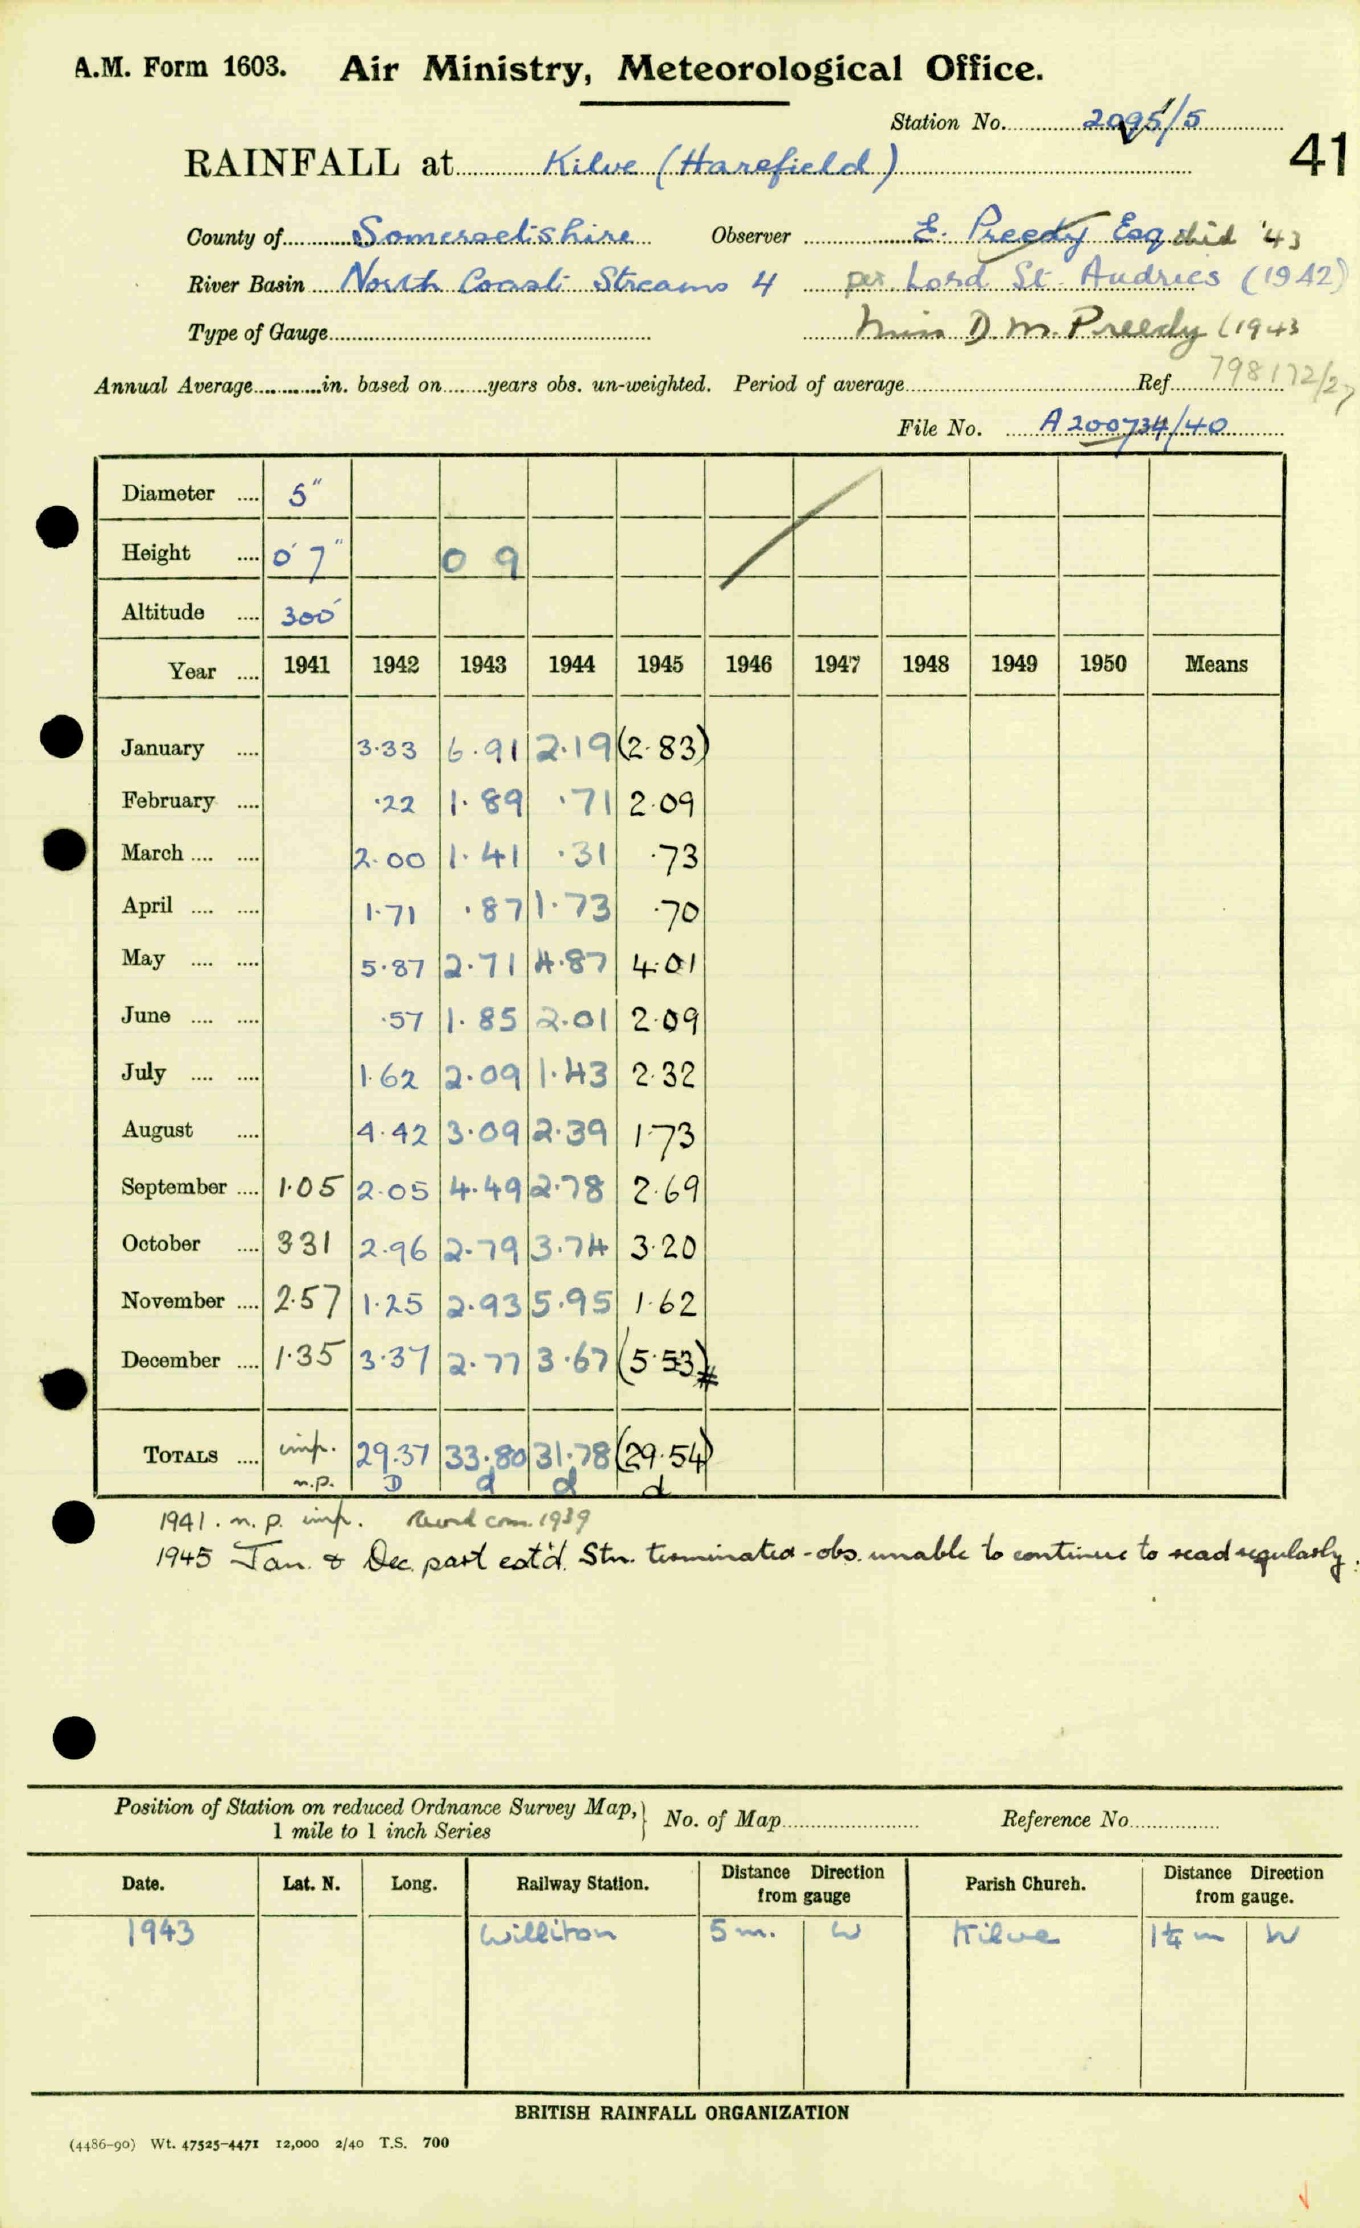 A.M. Form 1603. Air Ministry, Meteorological Office.
Station No. 2095/5
41
RAINFALL at Kilve (Harefield)
County of Somersetshire Observer E. Preedy Esq died '43
River Basin North Coast Streams 4 per Lord St. Audries (1942)
Type of Gauge Miss D. M. Preedy (1943
Annual Average in. based on years obs. un-weighted. Period of average Ref. 798172/27
File No. A200734/40
Diameter .... 5"
Height .... 0' 7" 0 9
Altitude .... 300'
Year .... 1941 1942 1943 1944 1945 1946 1947 1948 1949 1950 Means
January .... 3.33 6.91 2.19 (2.83)
February .... .22 1.89 .71 2.09
March .... .... 2.00 1.41 .31 .73
April .... .... 1.71 .87 1.73 .70
May .... .... 5.87 2.71 4.87 4.01
June .... .... .57 1.85 2.01 2.09
July .... .... 1.62 2.09 1.43 2.32
August .... 4.42 3.09 2.39 1.73
September .... 1.05 2.05 4.49 2.78 2.69
October .... 331 2.96 2.79 3.74 3.20
November .... 2.57 1.25 2.93 5.95 1.62
December .... 1.35 3.37 2.77 3.67 (5.53) #
TOTALS .... imp. 29.37 33.80 31.78 (29.54)
n.p. D d d d
1941. n.p. imp. Record com. 1939
1945 Jan. & Dec. part est'd. Stn. terminated - obs. unable to continue to read regularly.
Position of Station on reduced Ordnance Survey Map, 1 mile to 1 inch Series } No. of Map Reference No.
Date. Lat. N. Long. Railway Station. Distance Direction from gauge Parish Church. Distance Direction from gauge.
1943 Williton 5 m. W Kilve 1¼ m W
BRITISH RAINFALL ORGANIZATION
(4486-90) Wt. 47525-4471 12,000 2/40 T.S. 700